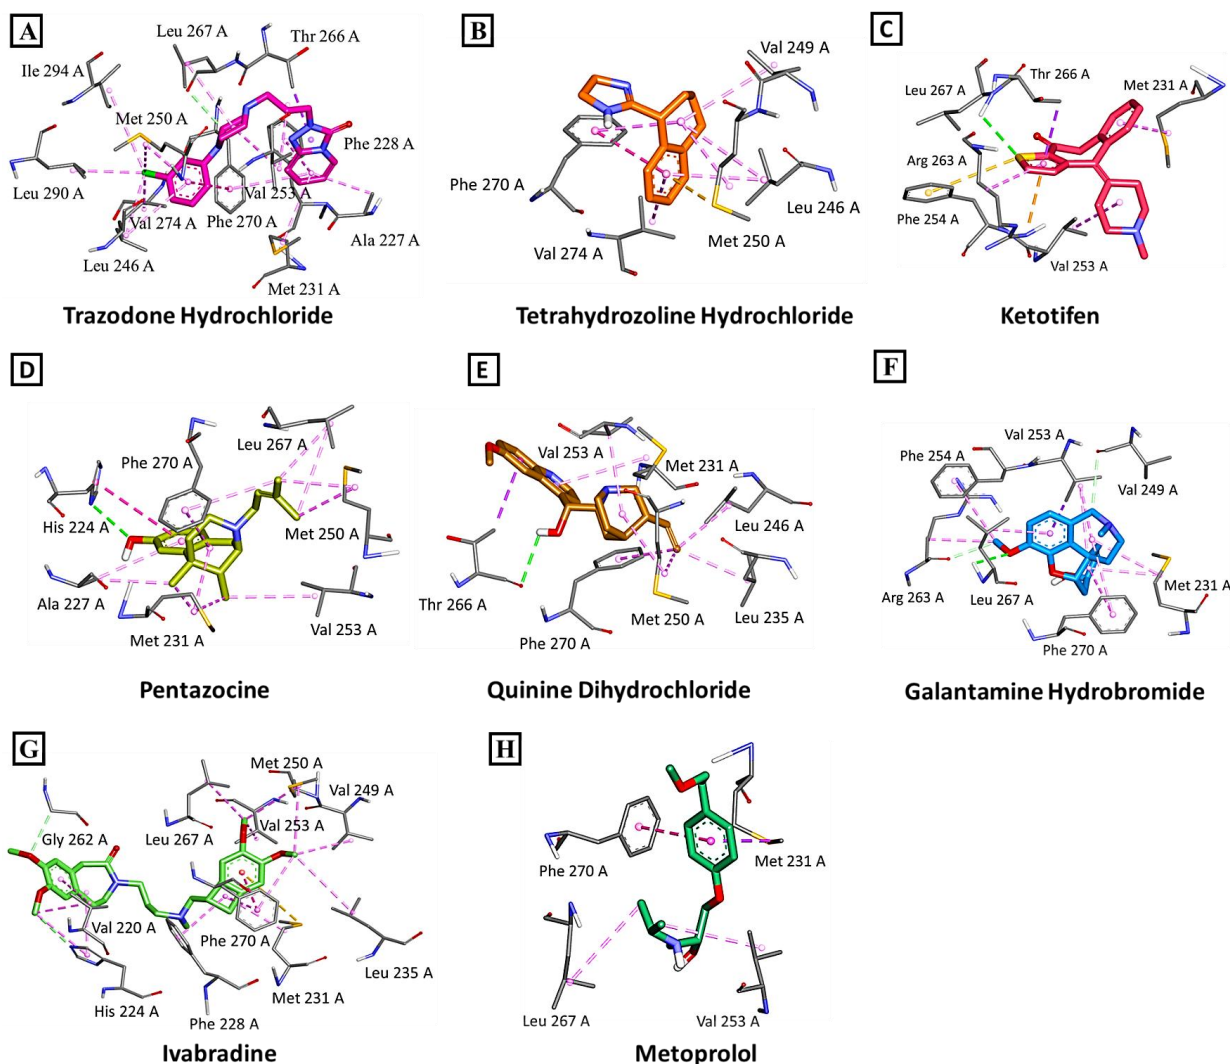 A
Leu 267 A
Thr 266 A
Ile 294 A
Met 250 A
Phe 228 A
Leu 290 A
Val 253 A
Val 274 A
Phe 270 A
Ala 227 A
Leu 246 A
Met 231 A
Trazodone Hydrochloride
B
Val 249 A
Phe 270 A
Leu 246 A
Met 250 A
Val 274 A
Tetrahydrozoline Hydrochloride
C
Thr 266 A
Met 231 A
Leu 267 A
Arg 263 A
Phe 254 A
Val 253 A
Ketotifen
D
Leu 267 A
Phe 270 A
His 224 A
Met 250 A
Ala 227 A
Met 231 A
Val 253 A
Pentazocine
E
Val 253 A
Met 231 A
Leu 246 A
Thr 266 A
Met 250 A
Leu 235 A
Phe 270 A
Quinine Dihydrochloride
F
Val 253 A
Phe 254 A
Val 249 A
Arg 263 A
Leu 267 A
Met 231 A
Phe 270 A
Galantamine Hydrobromide
G
Met 250 A
Val 249 A
Gly 262 A
Leu 267 A
Val 253 A
Val 220 A
Phe 270 A
Leu 235 A
His 224 A
Met 231 A
Phe 228 A
Ivabradine
H
Phe 270 A
Met 231 A
Leu 267 A
Val 253 A
Metoprolol